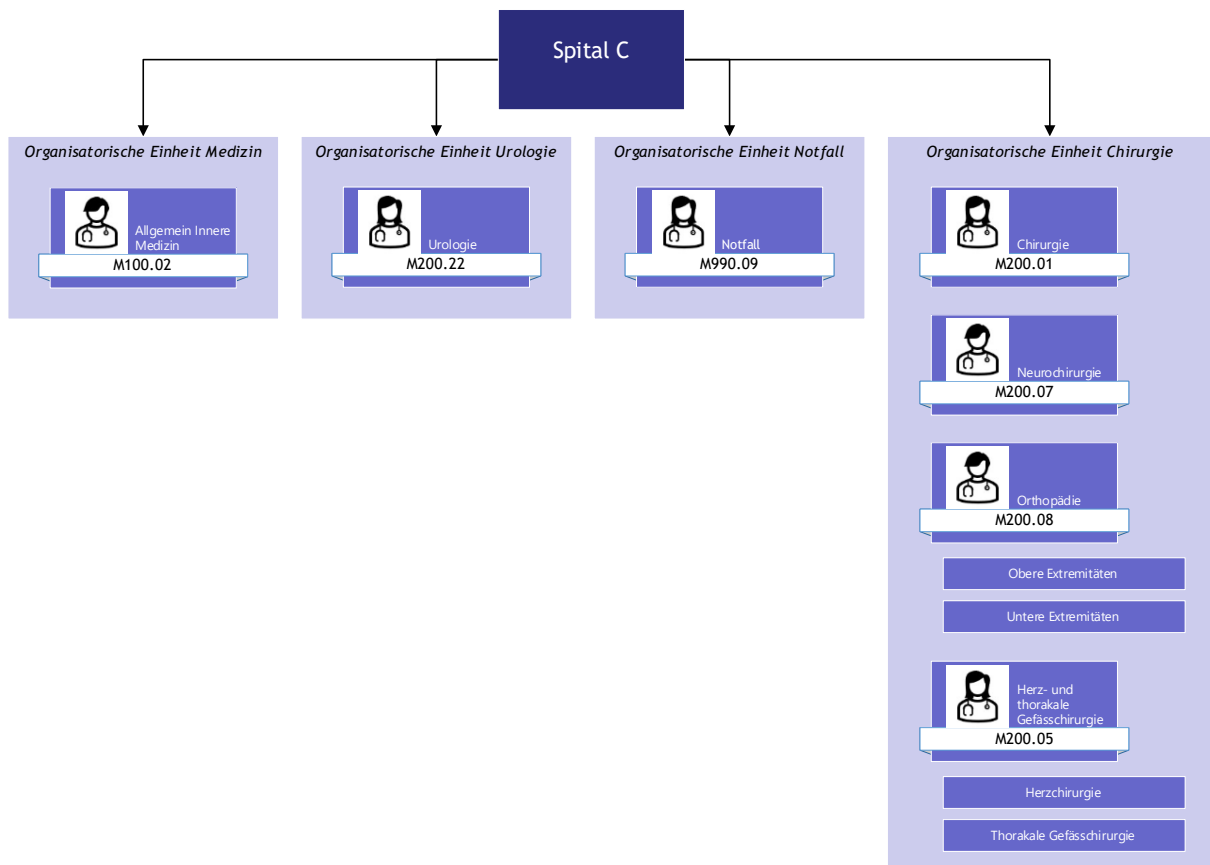 Spital C
Organisatorische Einheit Medizin
Allgemein Innere
Medizin
M100.02
Organisatorische Einheit Urologie
Urologie
M200.22
Organisatorische Einheit Notfall
Notfall
M990.09
Organisatorische Einheit Chirurgie
Chirurgie
M200.01
Neurochirurgie
M200.07
Orthopädie
M200.08
Obere Extremitäten
Untere Extremitäten
Herz- und
thorakale
Gefässchirurgie
M200.05
Herzchirurgie
Thorakale Gefässchirurgie